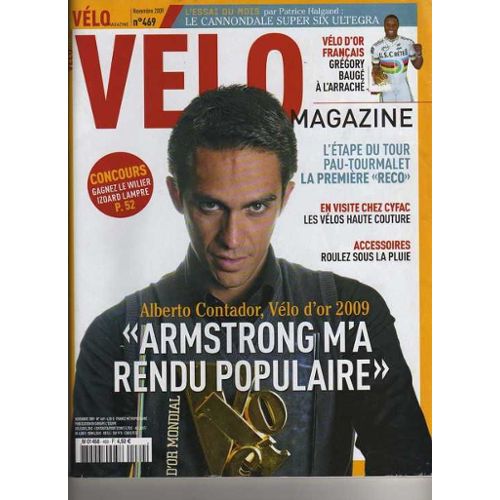 VÉLO
MAGAZINE
Novembre 2009
n°469
L'ESSAI DU MOIS par Patrice Halgand :
LE CANNONDALE SUPER SIX ULTEGRA
VÉLO
MAGAZINE
VÉLO D'OR
FRANÇAIS
GRÉGORY
BAUGÉ
À L'ARRACHÉ
L'ÉTAPE DU TOUR
PAU-TOURMALET
LA PREMIÈRE «RECO»
CONCOURS
GAGNEZ LE WILIER
IZOARD LAMPRE
P. 52
EN VISITE CHEZ CYFAC
LES VÉLOS HAUTE COUTURE
ACCESSOIRES
ROULEZ SOUS LA PLUIE
Alberto Contador, Vélo d'or 2009
«ARMSTRONG M'A
RENDU POPULAIRE»
D'OR MONDIAL